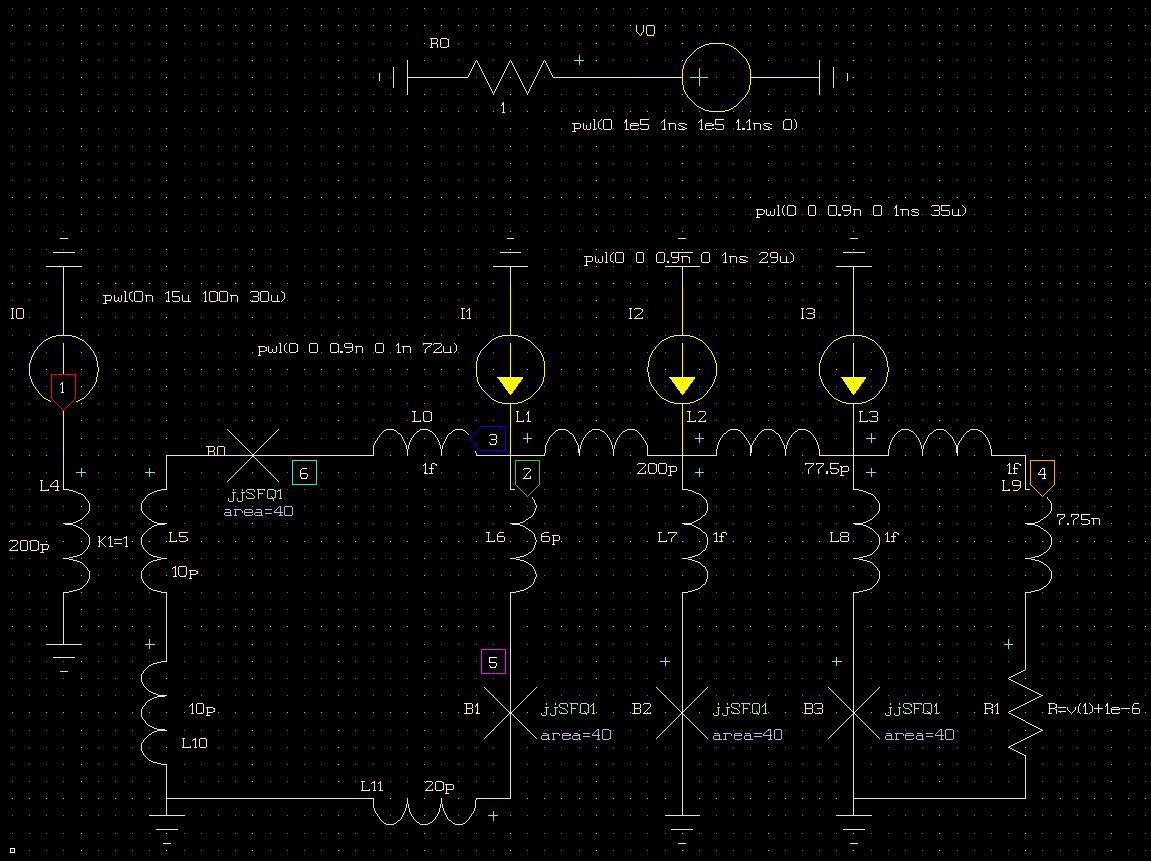 R0
V0
1
pwl(0 1e5 1ns 1e5 1.1ns 0)
pwl(0 0 0.9n 0 1ns 35u)
pwl(0 0 0.9n 0 1ns 29u)
pwl(0n 15u 100n 30u)
I0
I1
I2
I3
pwl(0 0 0.9n 0 1n 72u)
1
L0
L1
L2
L3
3
B0
6
1f
2
200p
77.5p
1f
4
L4
L9
jjSFQ1
area=40
7.75n
200p
K1=1
L5
L6
6p
L7
1f
L8
1f
10p
5
10p
B1
jjSFQ1
B2
jjSFQ1
B3
jjSFQ1
R1
R=v(1)+1e-6
L10
area=40
area=40
area=40
L11
20p